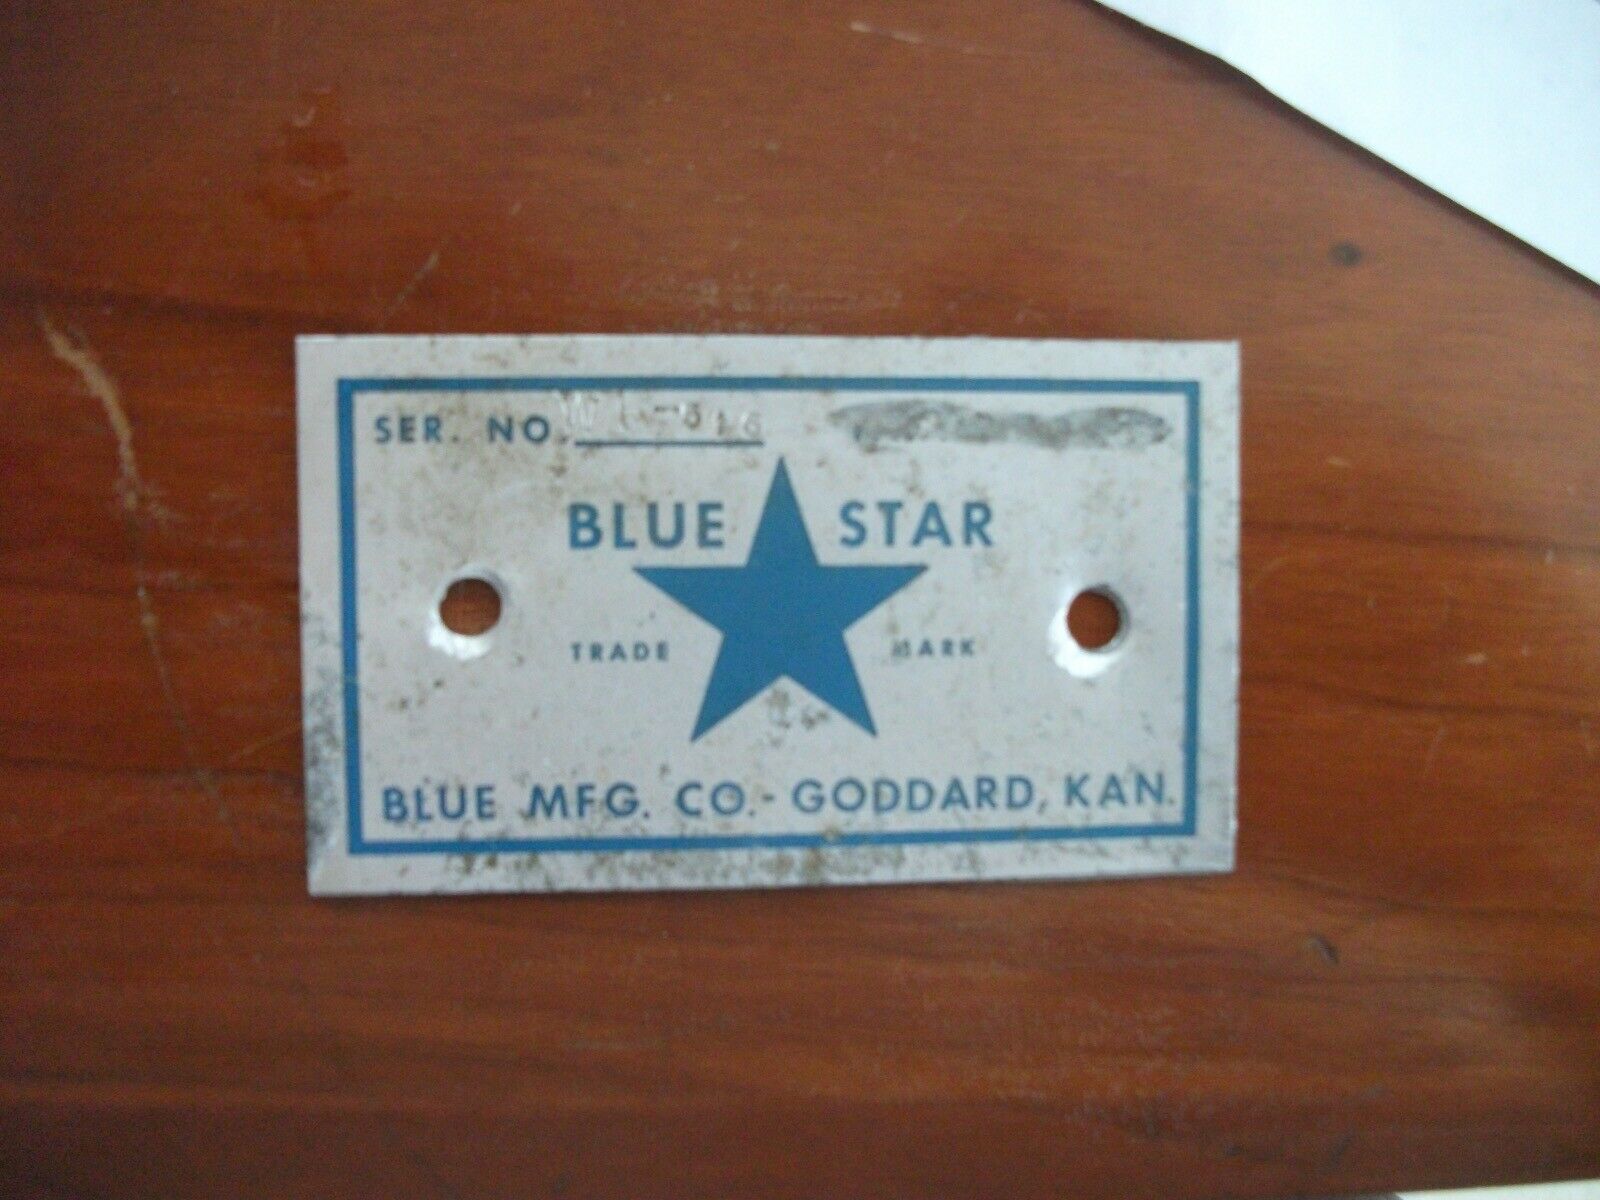 SER. NO.
BLUE STAR
TRADE MARK
BLUE MFG. CO. - GODDARD, KAN.